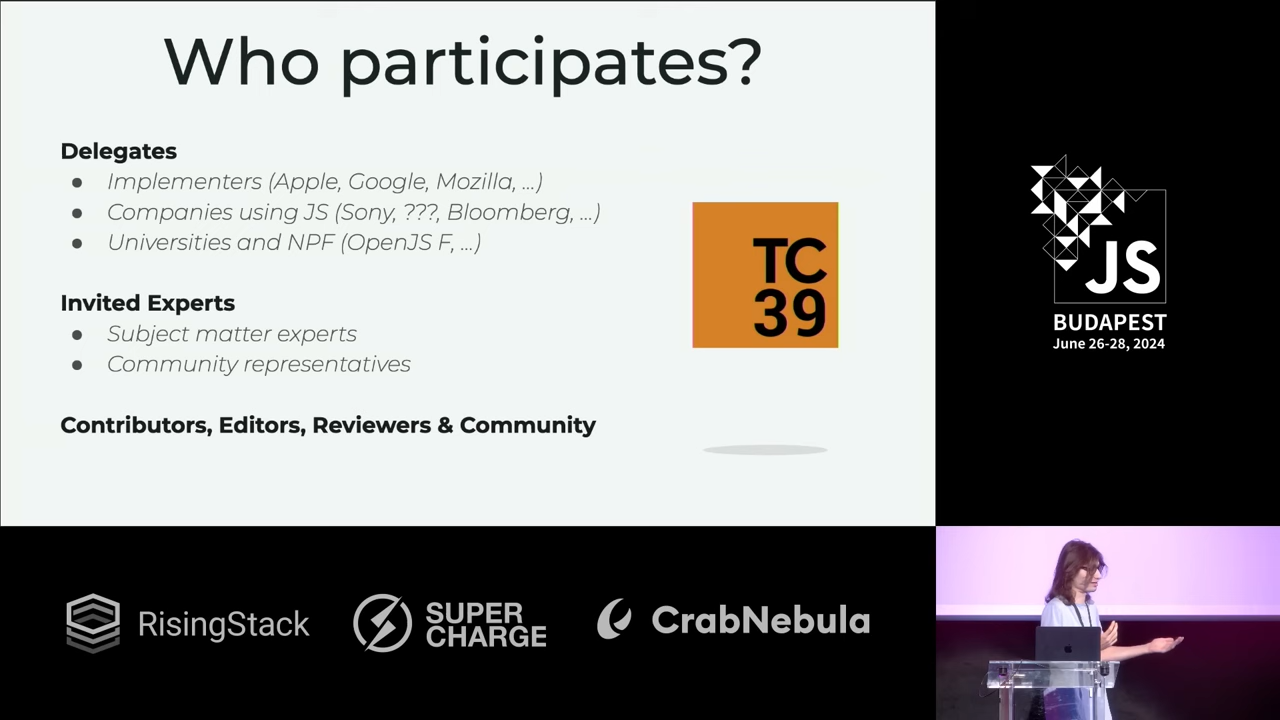 Who participates?
Delegates
● Implementers (Apple, Google, Mozilla, ...)
● Companies using JS (Sony, ???, Bloomberg, ...)
● Universities and NPF (OpenJS F, ...)
Invited Experts
● Subject matter experts
● Community representatives
Contributors, Editors, Reviewers & Community
TC
39
JS
BUDAPEST
June 26-28, 2024
RisingStack
SUPER
CHARGE
CrabNebula